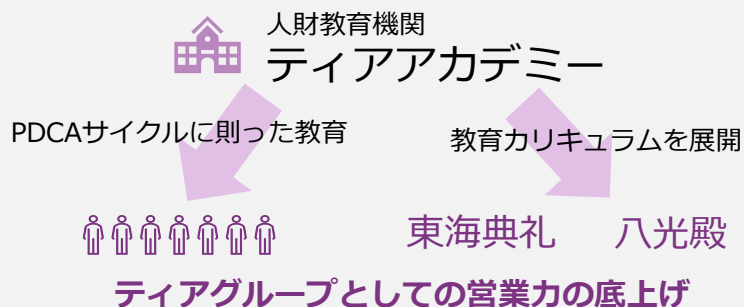 人財教育機関
ティアアカデミー
PDCAサイクルに則った教育
教育カリキュラムを展開
東海典礼 八光殿
ティアグループとしての営業力の底上げ